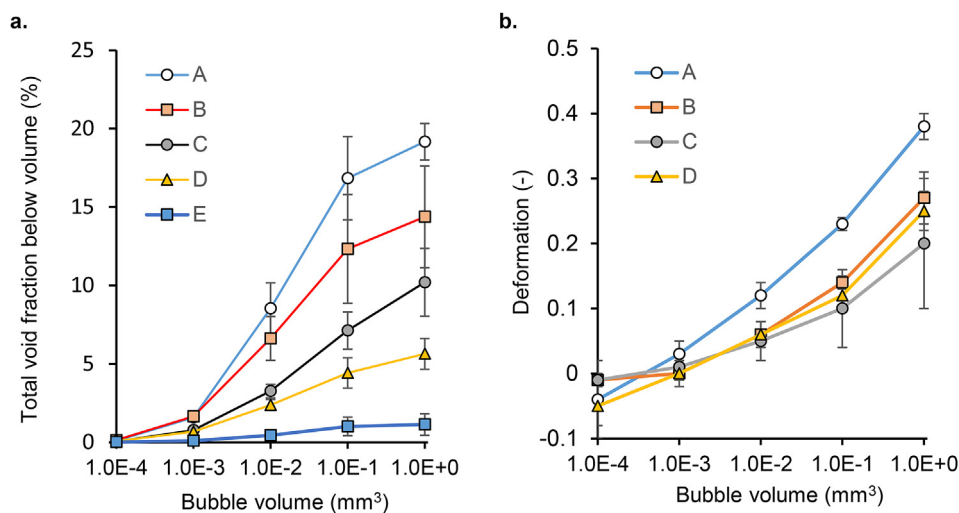 a.
Total void fraction below volume (%)
25
20
15
10
5
0
A
B
C
D
E
1.0E-4 1.0E-3 1.0E-2 1.0E-1 1.0E+0
Bubble volume (mm³)
b.
Deformation (-)
0.5
0.4
0.3
0.2
0.1
0
-0.1
A
B
C
D
1.0E-4 1.0E-3 1.0E-2 1.0E-1 1.0E+0
Bubble volume (mm³)